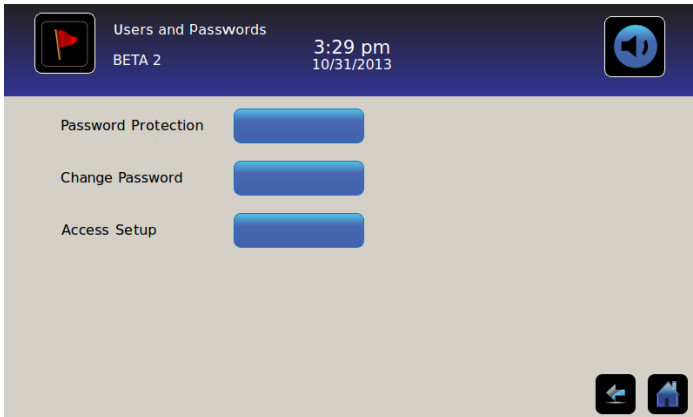 Users and Passwords
BETA 2
3:29 pm
10/31/2013
Password Protection
Change Password
Access Setup